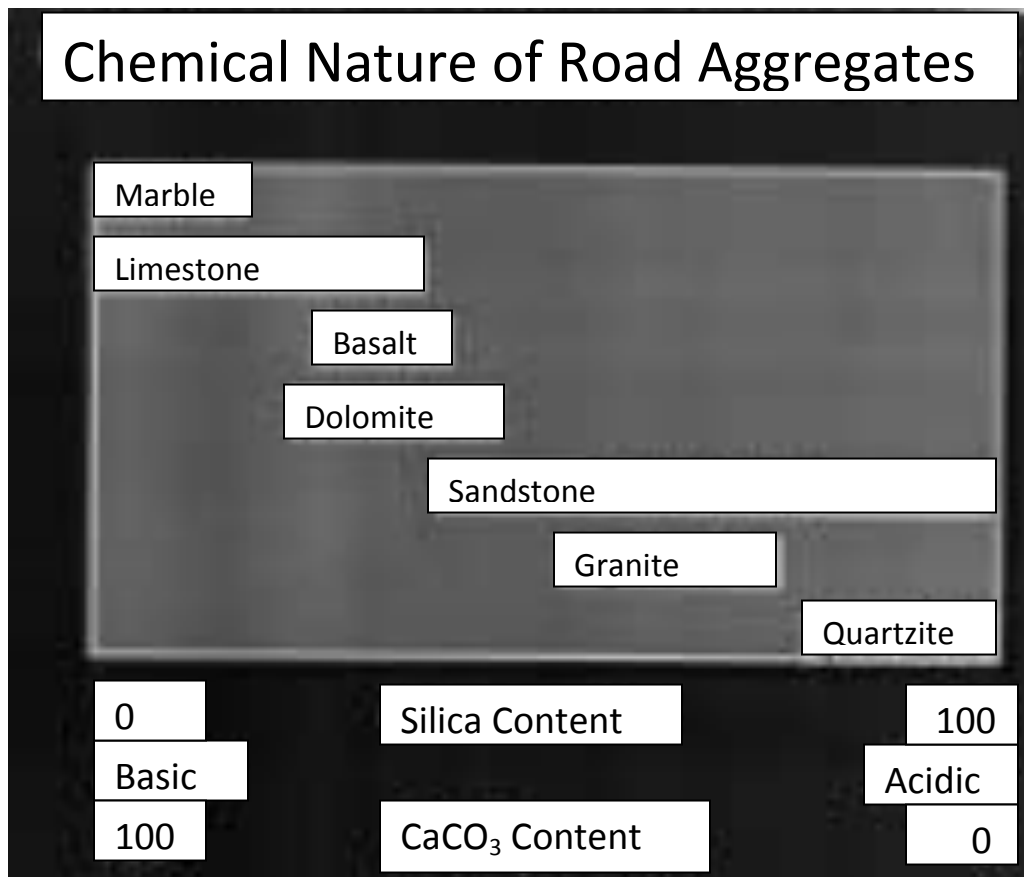 Chemical Nature of Road Aggregates
Marble
Limestone
Basalt
Dolomite
Sandstone
Granite
Quartzite
0 Silica Content 100
Basic Acidic
100 CaCO₃ Content 0